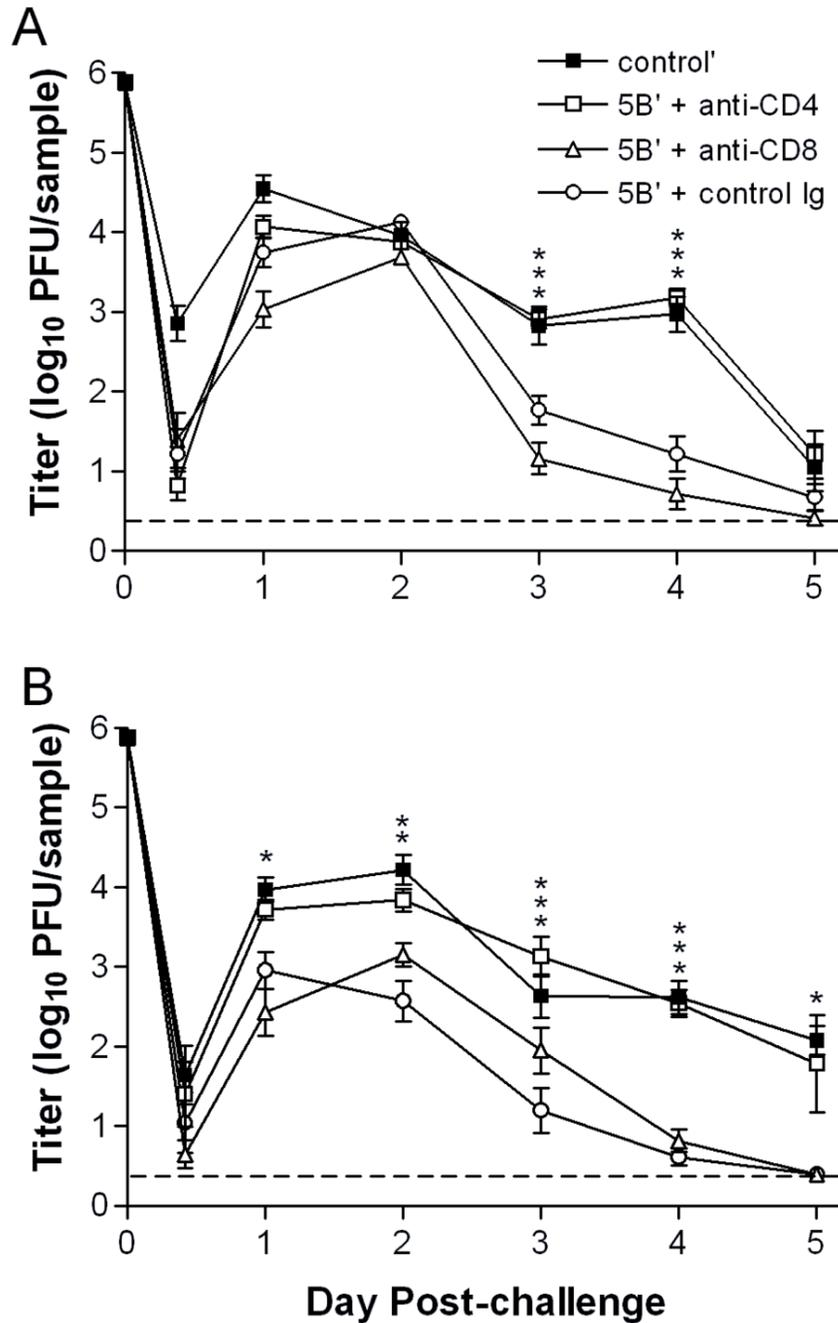 A
control'
5B' + anti-CD4
5B' + anti-CD8
5B' + control Ig
Titer (log10 PFU/sample)
6
5
4
3
2
1
0
***
***
0 1 2 3 4 5
B
Titer (log10 PFU/sample)
6
5
4
3
2
1
0
*
**
***
***
*
0 1 2 3 4 5
Day Post-challenge